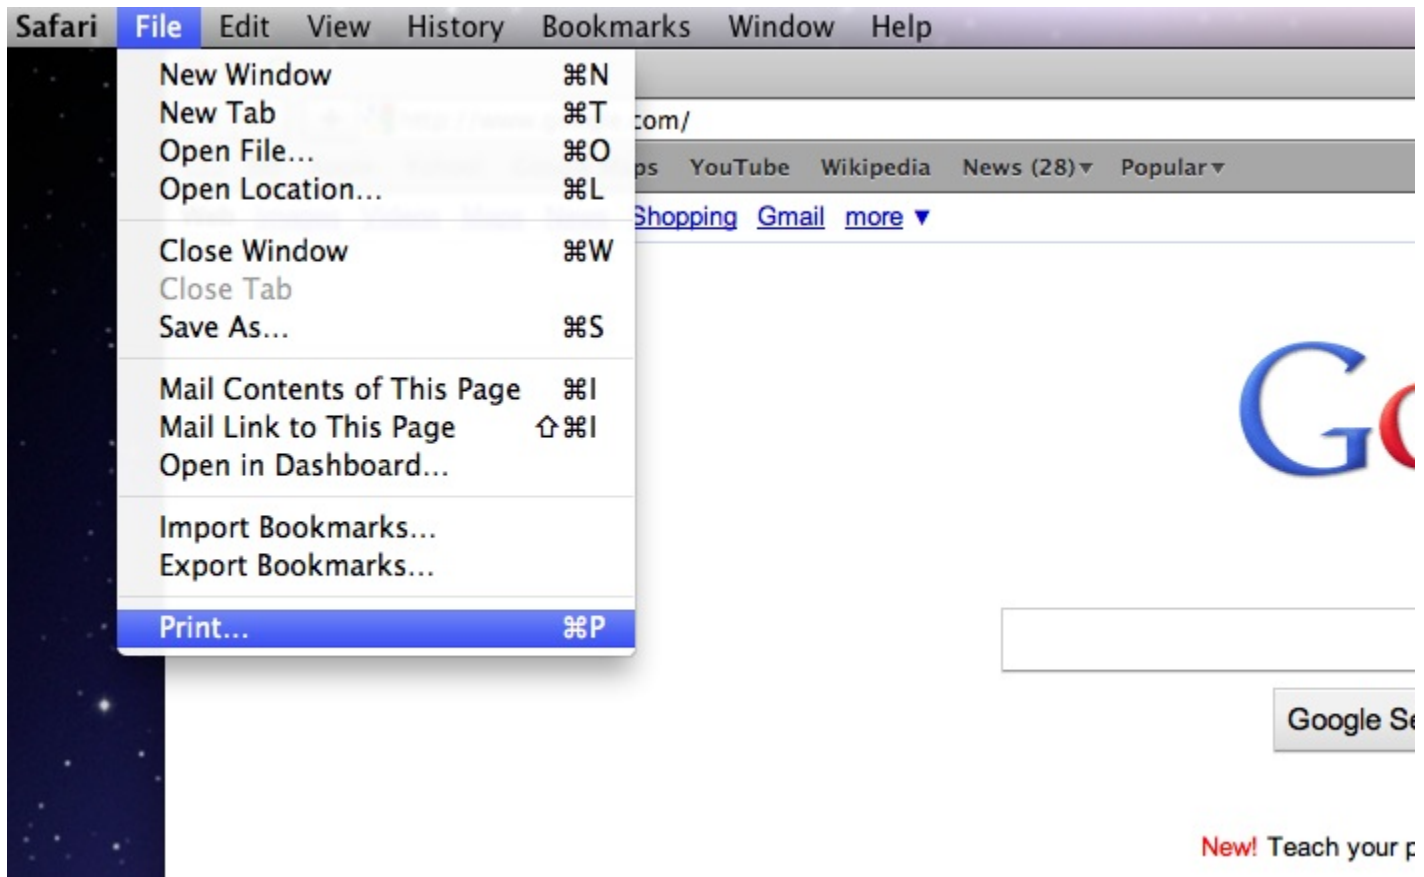 Safari File Edit View History Bookmarks Window Help
New Window ⌘N
New Tab ⌘T
Open File... ⌘O
Open Location... ⌘L
Close Window ⌘W
Close Tab
Save As... ⌘S
Mail Contents of This Page ⌘I
Mail Link to This Page ⇧⌘I
Open in Dashboard...
Import Bookmarks...
Export Bookmarks...
Print... ⌘P
.com/
YouTube Wikipedia News (28)▾ Popular▾
Shopping Gmail more ▼
Go
Google Se
New! Teach your p